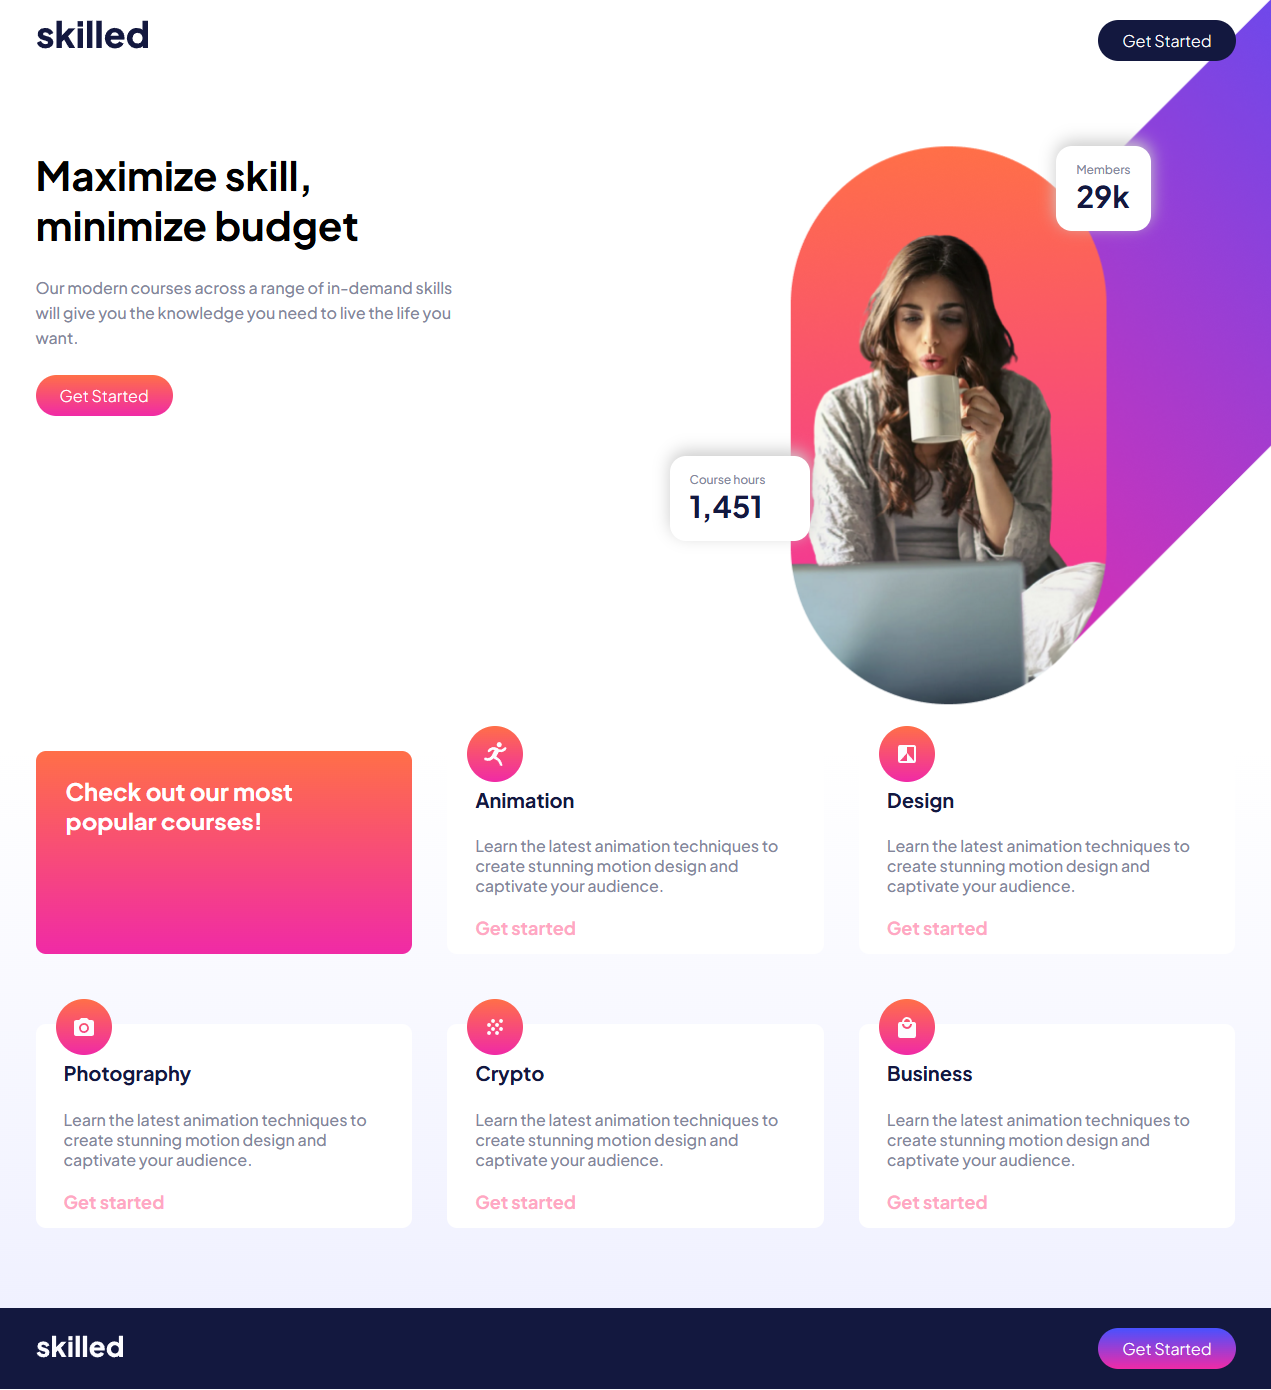 skilled
Get Started
Maximize skill,
minimize budget
Our modern courses across a range of in-demand skills
will give you the knowledge you need to live the life you
want.
Get Started
Members
29k
Course hours
1,451
Check out our most
popular courses!
Animation
Learn the latest animation techniques to
create stunning motion design and
captivate your audience.
Get started
Design
Learn the latest animation techniques to
create stunning motion design and
captivate your audience.
Get started
Photography
Learn the latest animation techniques to
create stunning motion design and
captivate your audience.
Get started
Crypto
Learn the latest animation techniques to
create stunning motion design and
captivate your audience.
Get started
Business
Learn the latest animation techniques to
create stunning motion design and
captivate your audience.
Get started
skilled
Get Started